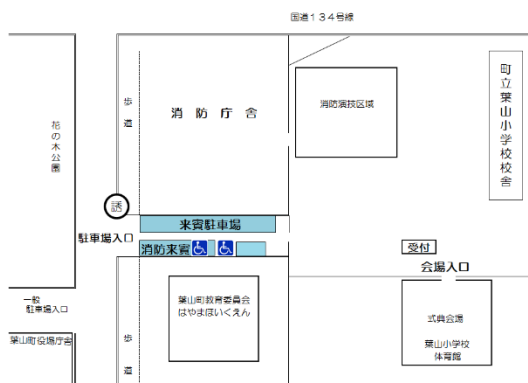 国道134号線
町立葉山小学校校舎
消防演技区域
歩道
消防庁舎
花の木公園
誘
来賓駐車場
駐車場入口
消防来賓
受付
会場入口
葉山町教育委員会
はやまほいくえん
一般
駐車場入口
式典会場
葉山小学校
体育館
葉山町役場庁舎
歩道